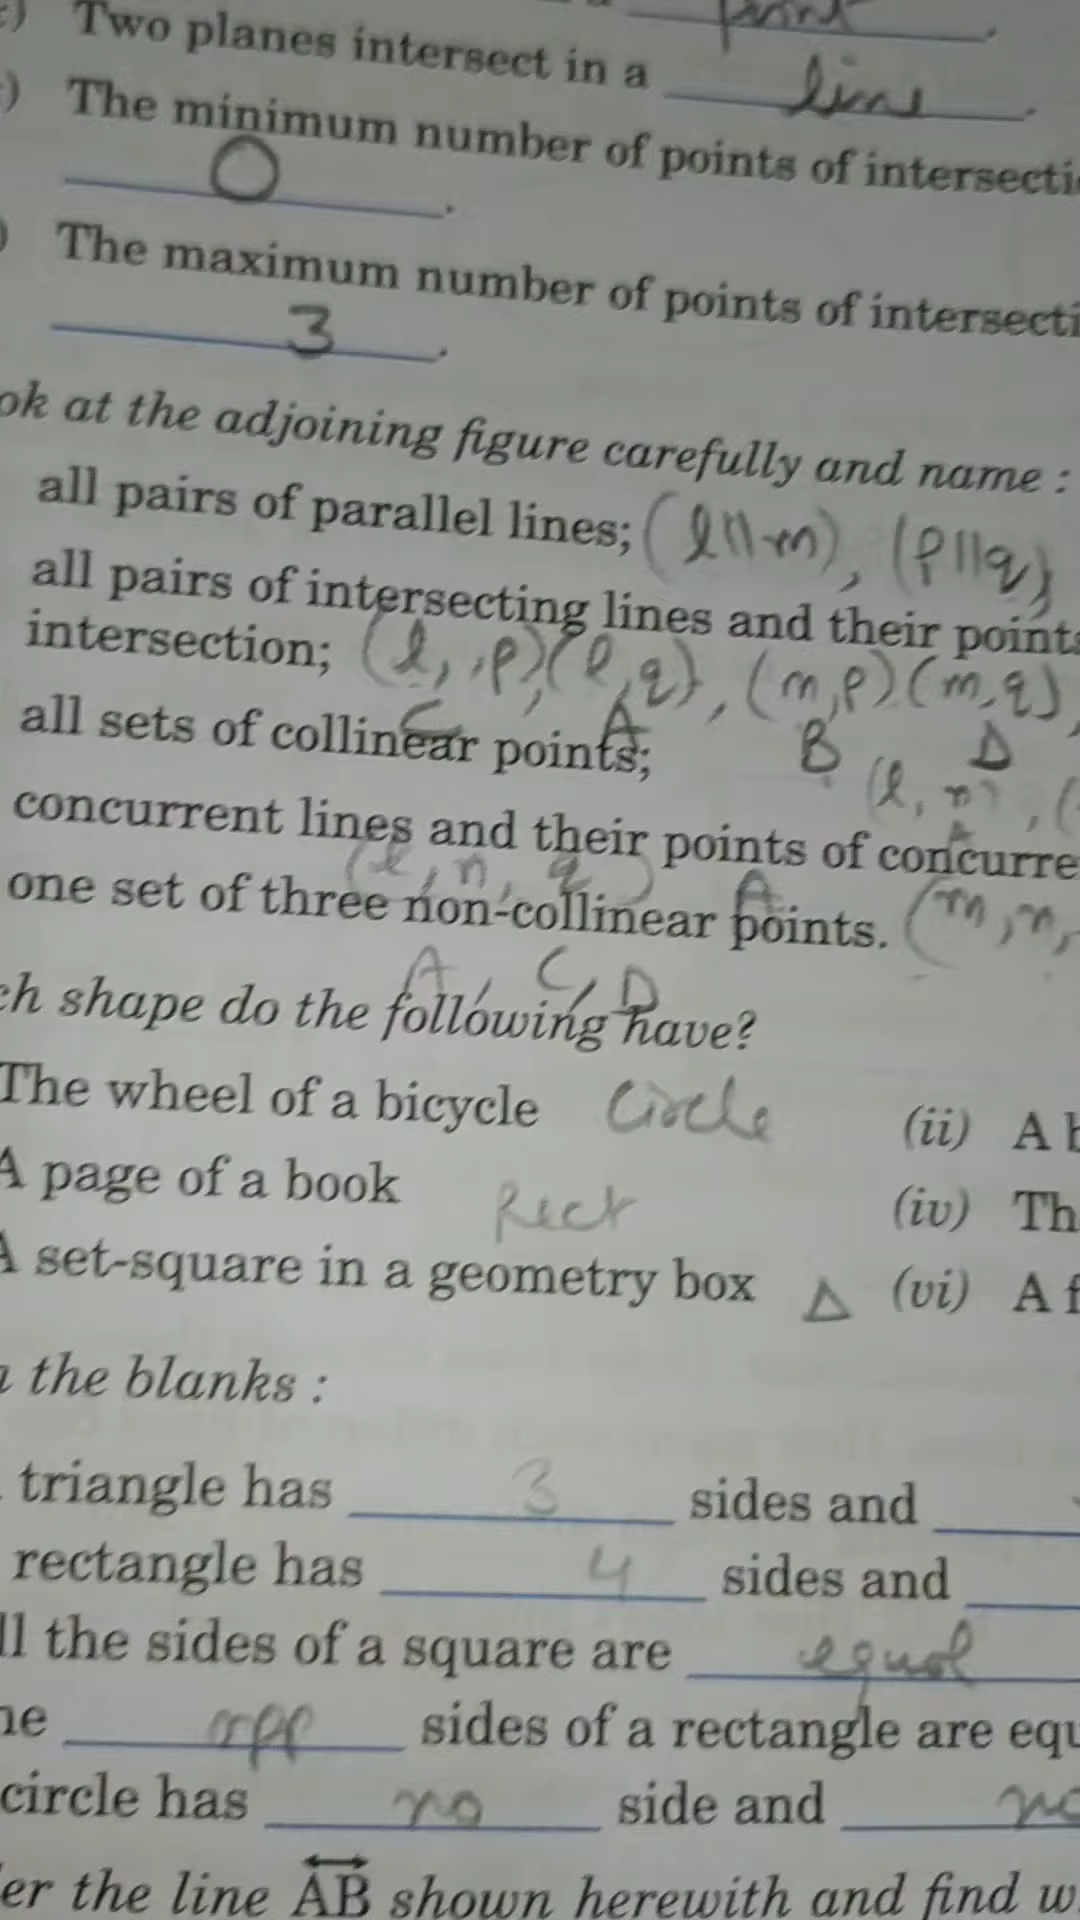 point.
Two planes intersect in a line.
The minimum number of points of intersecti
0.
The maximum number of points of intersecti
3.
ok at the adjoining figure carefully and name :
all pairs of parallel lines; (l||m), (p||q),
all pairs of intersecting lines and their points
intersection; (l, p), (l, q), (m, p) (m, q),
C A B D
all sets of collinear points;
(l, n), (
A
concurrent lines and their points of concurre
(l, n, q) A (m, n,
one set of three non-collinear points.
A, C, D
ch shape do the following have?
The wheel of a bicycle Circle (ii) A b
A page of a book Rect (iv) Th
A set-square in a geometry box Δ (vi) A f
n the blanks :
triangle has 3 sides and
rectangle has 4 sides and
ll the sides of a square are equal
he opp sides of a rectangle are equ
circle has no side and no
er the line AB shown herewith and find w